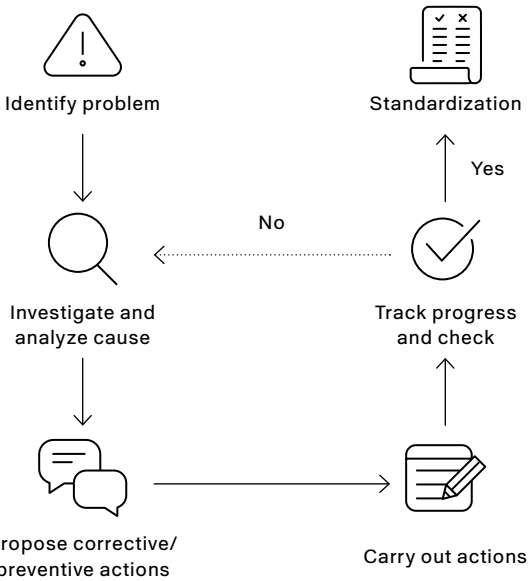 Identify problem
Standardization
Yes
No
Investigate and
analyze cause
Track progress
and check
ropose corrective/
preventive actions
Carry out actions